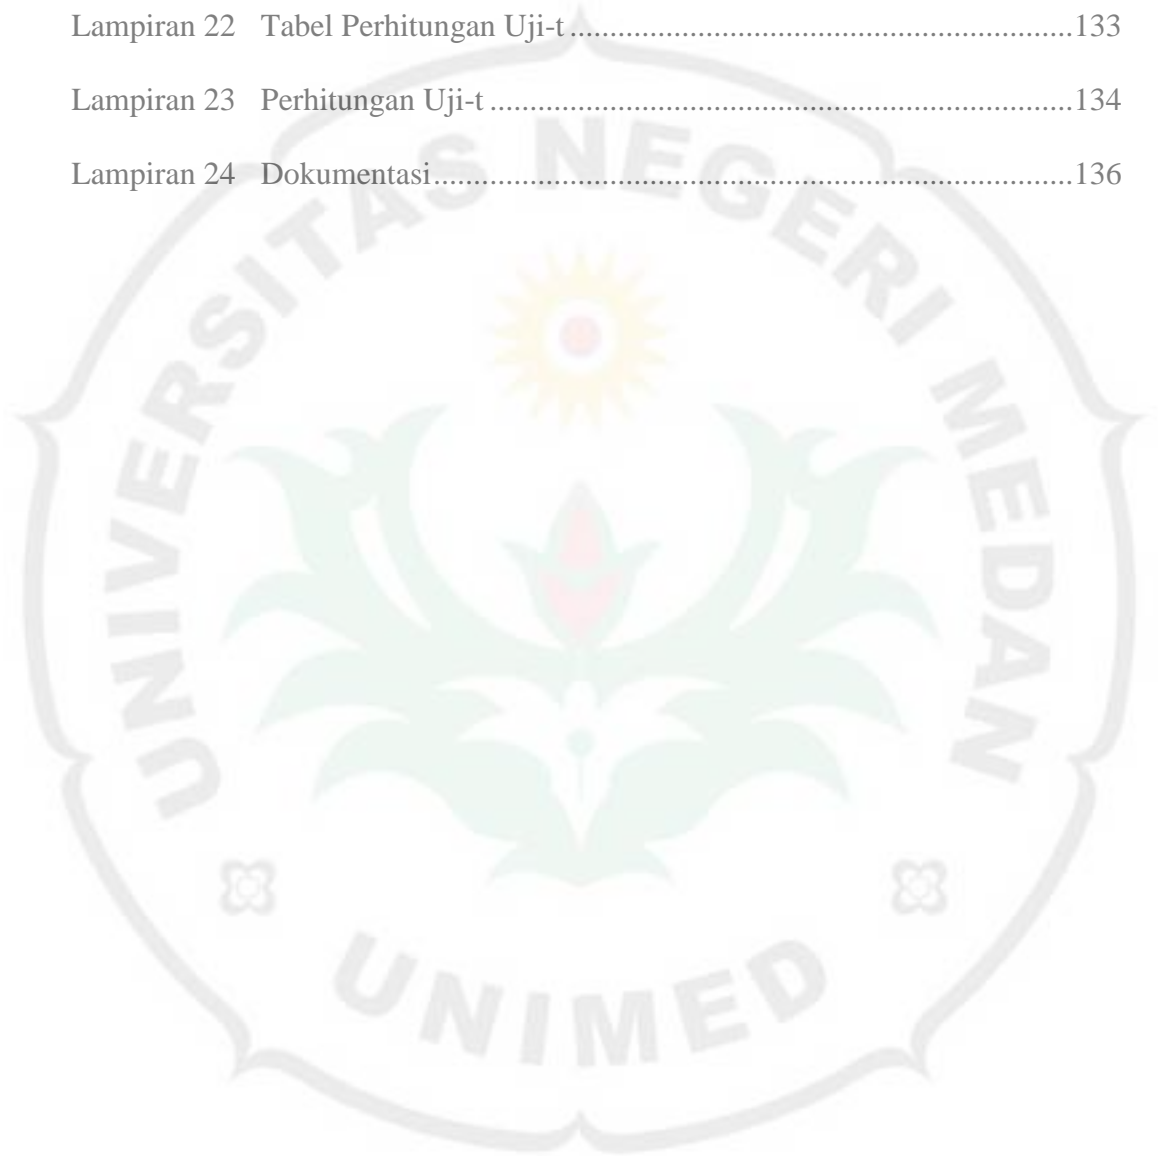 Lampiran 22 Tabel Perhitungan Uji-t ................................................................133
Lampiran 23 Perhitungan Uji-t ..........................................................................134
Lampiran 24 Dokumentasi.................................................................................136
UNIVERSITAS NEGERI MEDAN
UNIMED